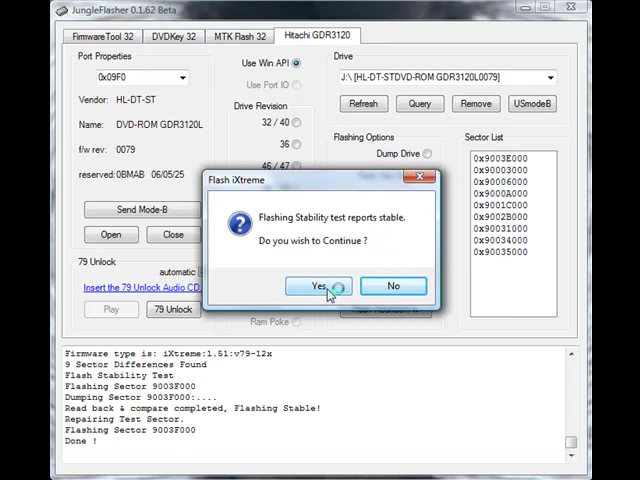 JungleFlasher 0.1.62 Beta
FirmwareTool 32
DVDKey 32
MTK Flash 32
Hitachi GDR3120
Port Properties
0x09F0
Vendor: HL-DT-ST
Name: DVD-ROM GDR3120L
f/w rev: 0079
reserved:0BMAB 06/05/25
Send Mode-B
Open
Close
79 Unlock
automatic
Insert the 79 Unlock Audio CD
Play
79 Unlock
Use Win API
Use Port IO
Drive Revision
32 / 40
36
46 / 47
Ram Poke
Drive
J:\ [HL-DT-STDVD-ROM GDR3120L0079]
Refresh
Query
Remove
USmodeB
Flashing Options
Dump Drive
Sector List
0x9003E000
0x90003000
0x90006000
0x9000A000
0x9001C000
0x9002B000
0x90031000
0x90034000
0x90035000
Flash iXtreme
Flashing Stability test reports stable.
Do you wish to Continue ?
Yes
No
Firmware type is: iXtreme:1.51:v79-12x
9 Sector Differences Found
Flash Stability Test
Flashing Sector 9003F000
Dumping Sector 9003F000:....
Read back & compare completed, Flashing Stable!
Repairing Test Sector.
Flashing Sector 9003F000
Done !